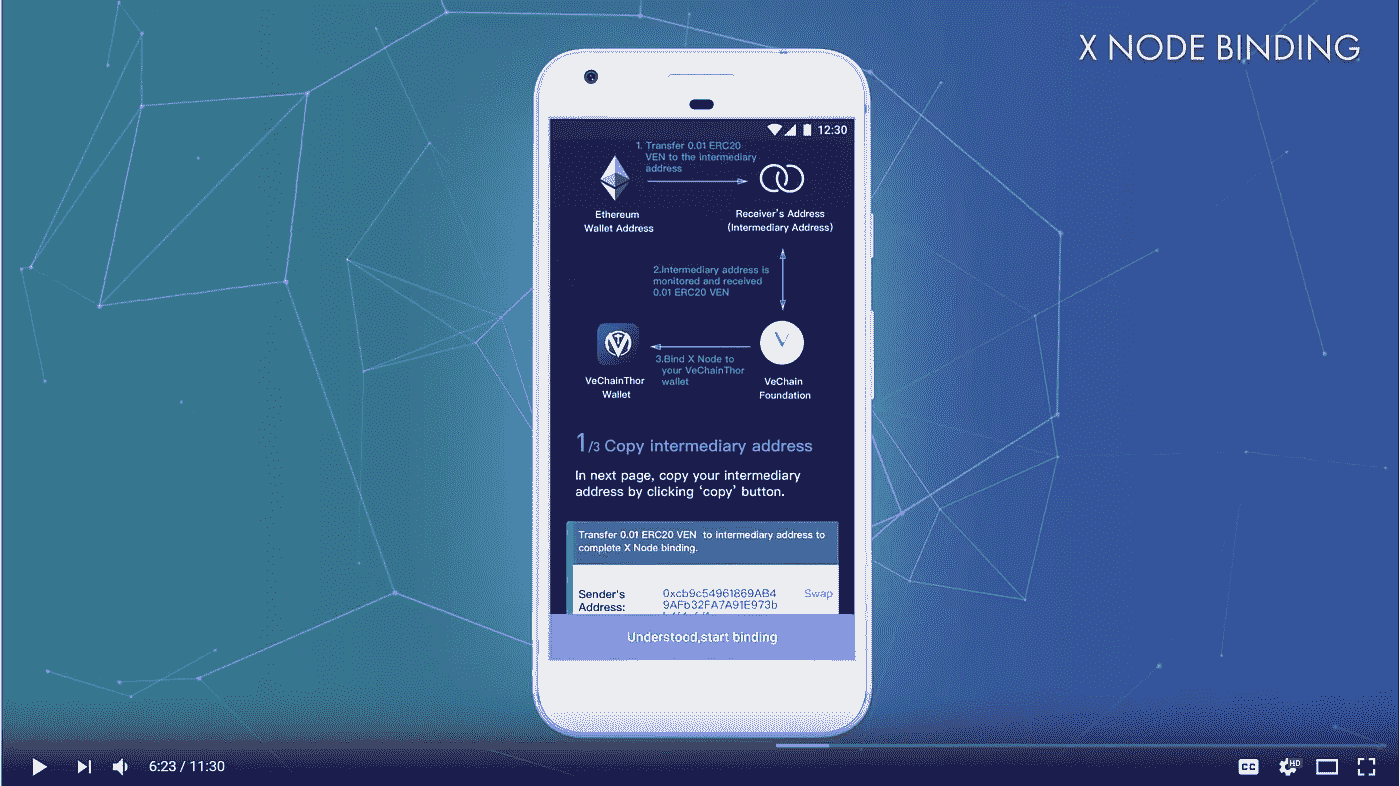 X NODE BINDING
12:30
1. Transfer 0.01 ERC20
VEN to the intermediary
address
Ethereum
Wallet Address
Receiver's Address
(Intermediary Address)
2.Intermediary address is
monitored and received
0.01 ERC20 VEN
3.Bind X Node to
your VeChainThor
wallet
VeChainThor
Wallet
VeChain
Foundation
1/3 Copy intermediary address
In next page, copy your intermediary
address by clicking ‘copy’ button.
Transfer 0.01 ERC20 VEN to intermediary address to
complete X Node binding.
Sender's
Address:
0xcb9c54961869AB4
9AFb32FA7A91E973b
Swap
Understood,start binding
6:23 / 11:30
CC
HD